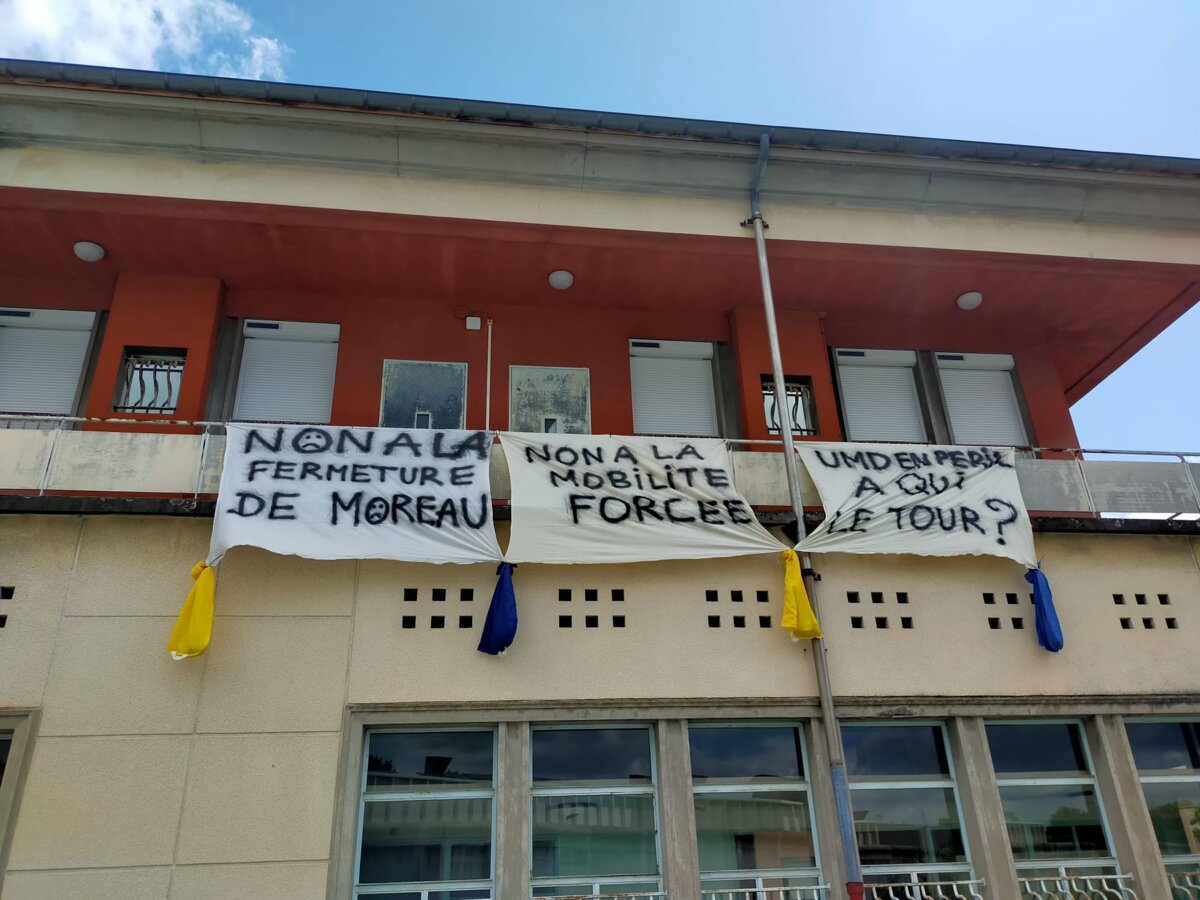 NON A LA
FERMETURE
DE MOREAU
NON A LA
MOBILITE
FORCEE
UMD EN PERIL
A QUI
LE TOUR?